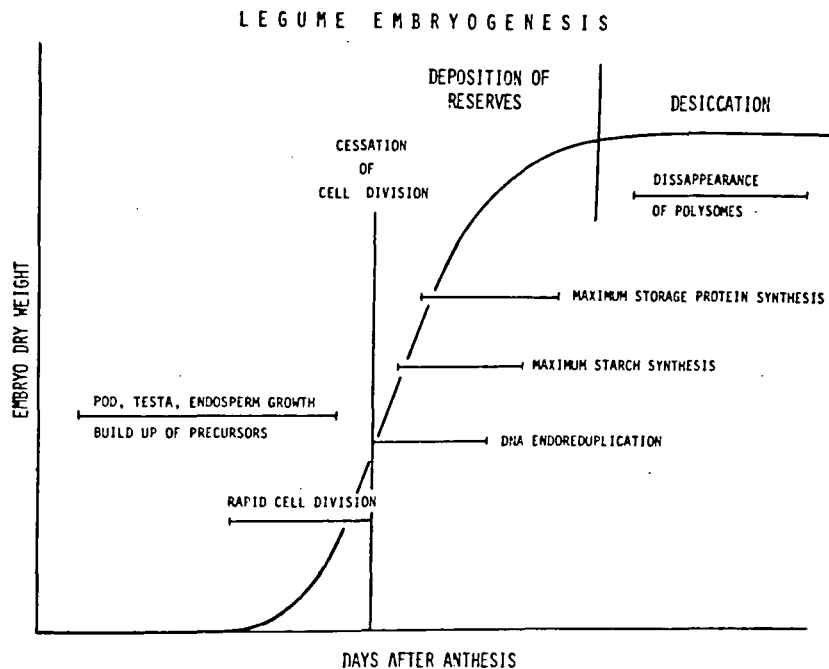 LEGUME EMBRYOGENESIS
DEPOSITION OF
RESERVES
DESICCATION
CESSATION
OF
CELL DIVISION
DISSAPPEARANCE
OF POLYSOMES
MAXIMUM STORAGE PROTEIN SYNTHESIS
MAXIMUM STARCH SYNTHESIS
POD, TESTA, ENDOSPERM GROWTH
BUILD UP OF PRECURSORS
DNA ENDOREDUPLICATION
RAPID CELL DIVISION
EMBRYO DRY WEIGHT
DAYS AFTER ANTHESIS